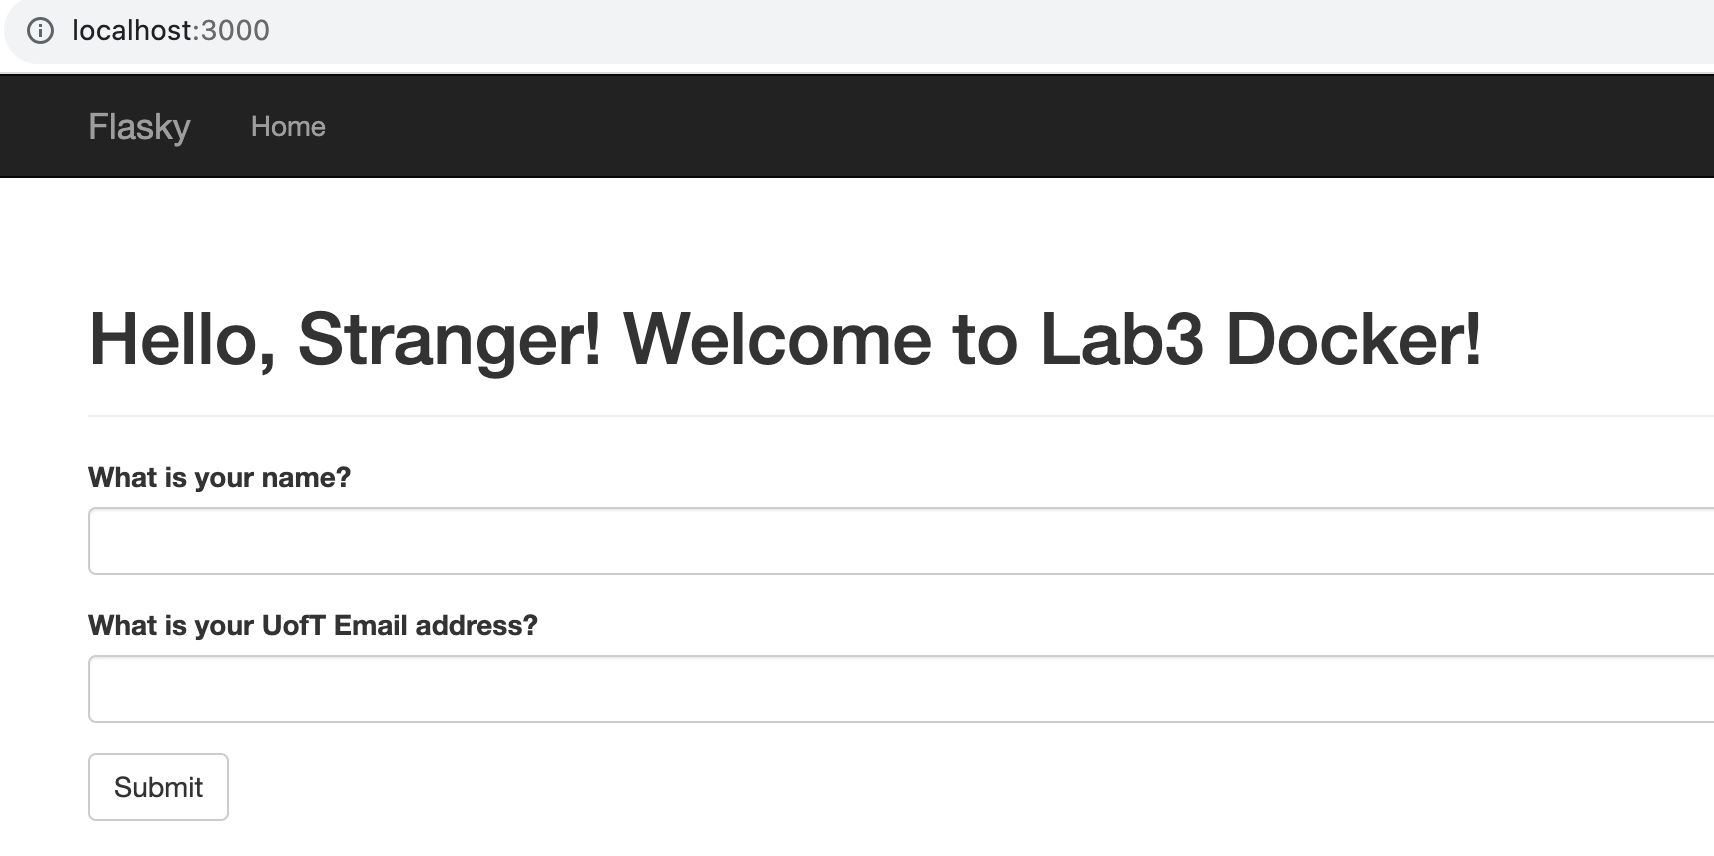 localhost:3000
Flasky Home
Hello, Stranger! Welcome to Lab3 Docker!
What is your name?
What is your UofT Email address?
Submit